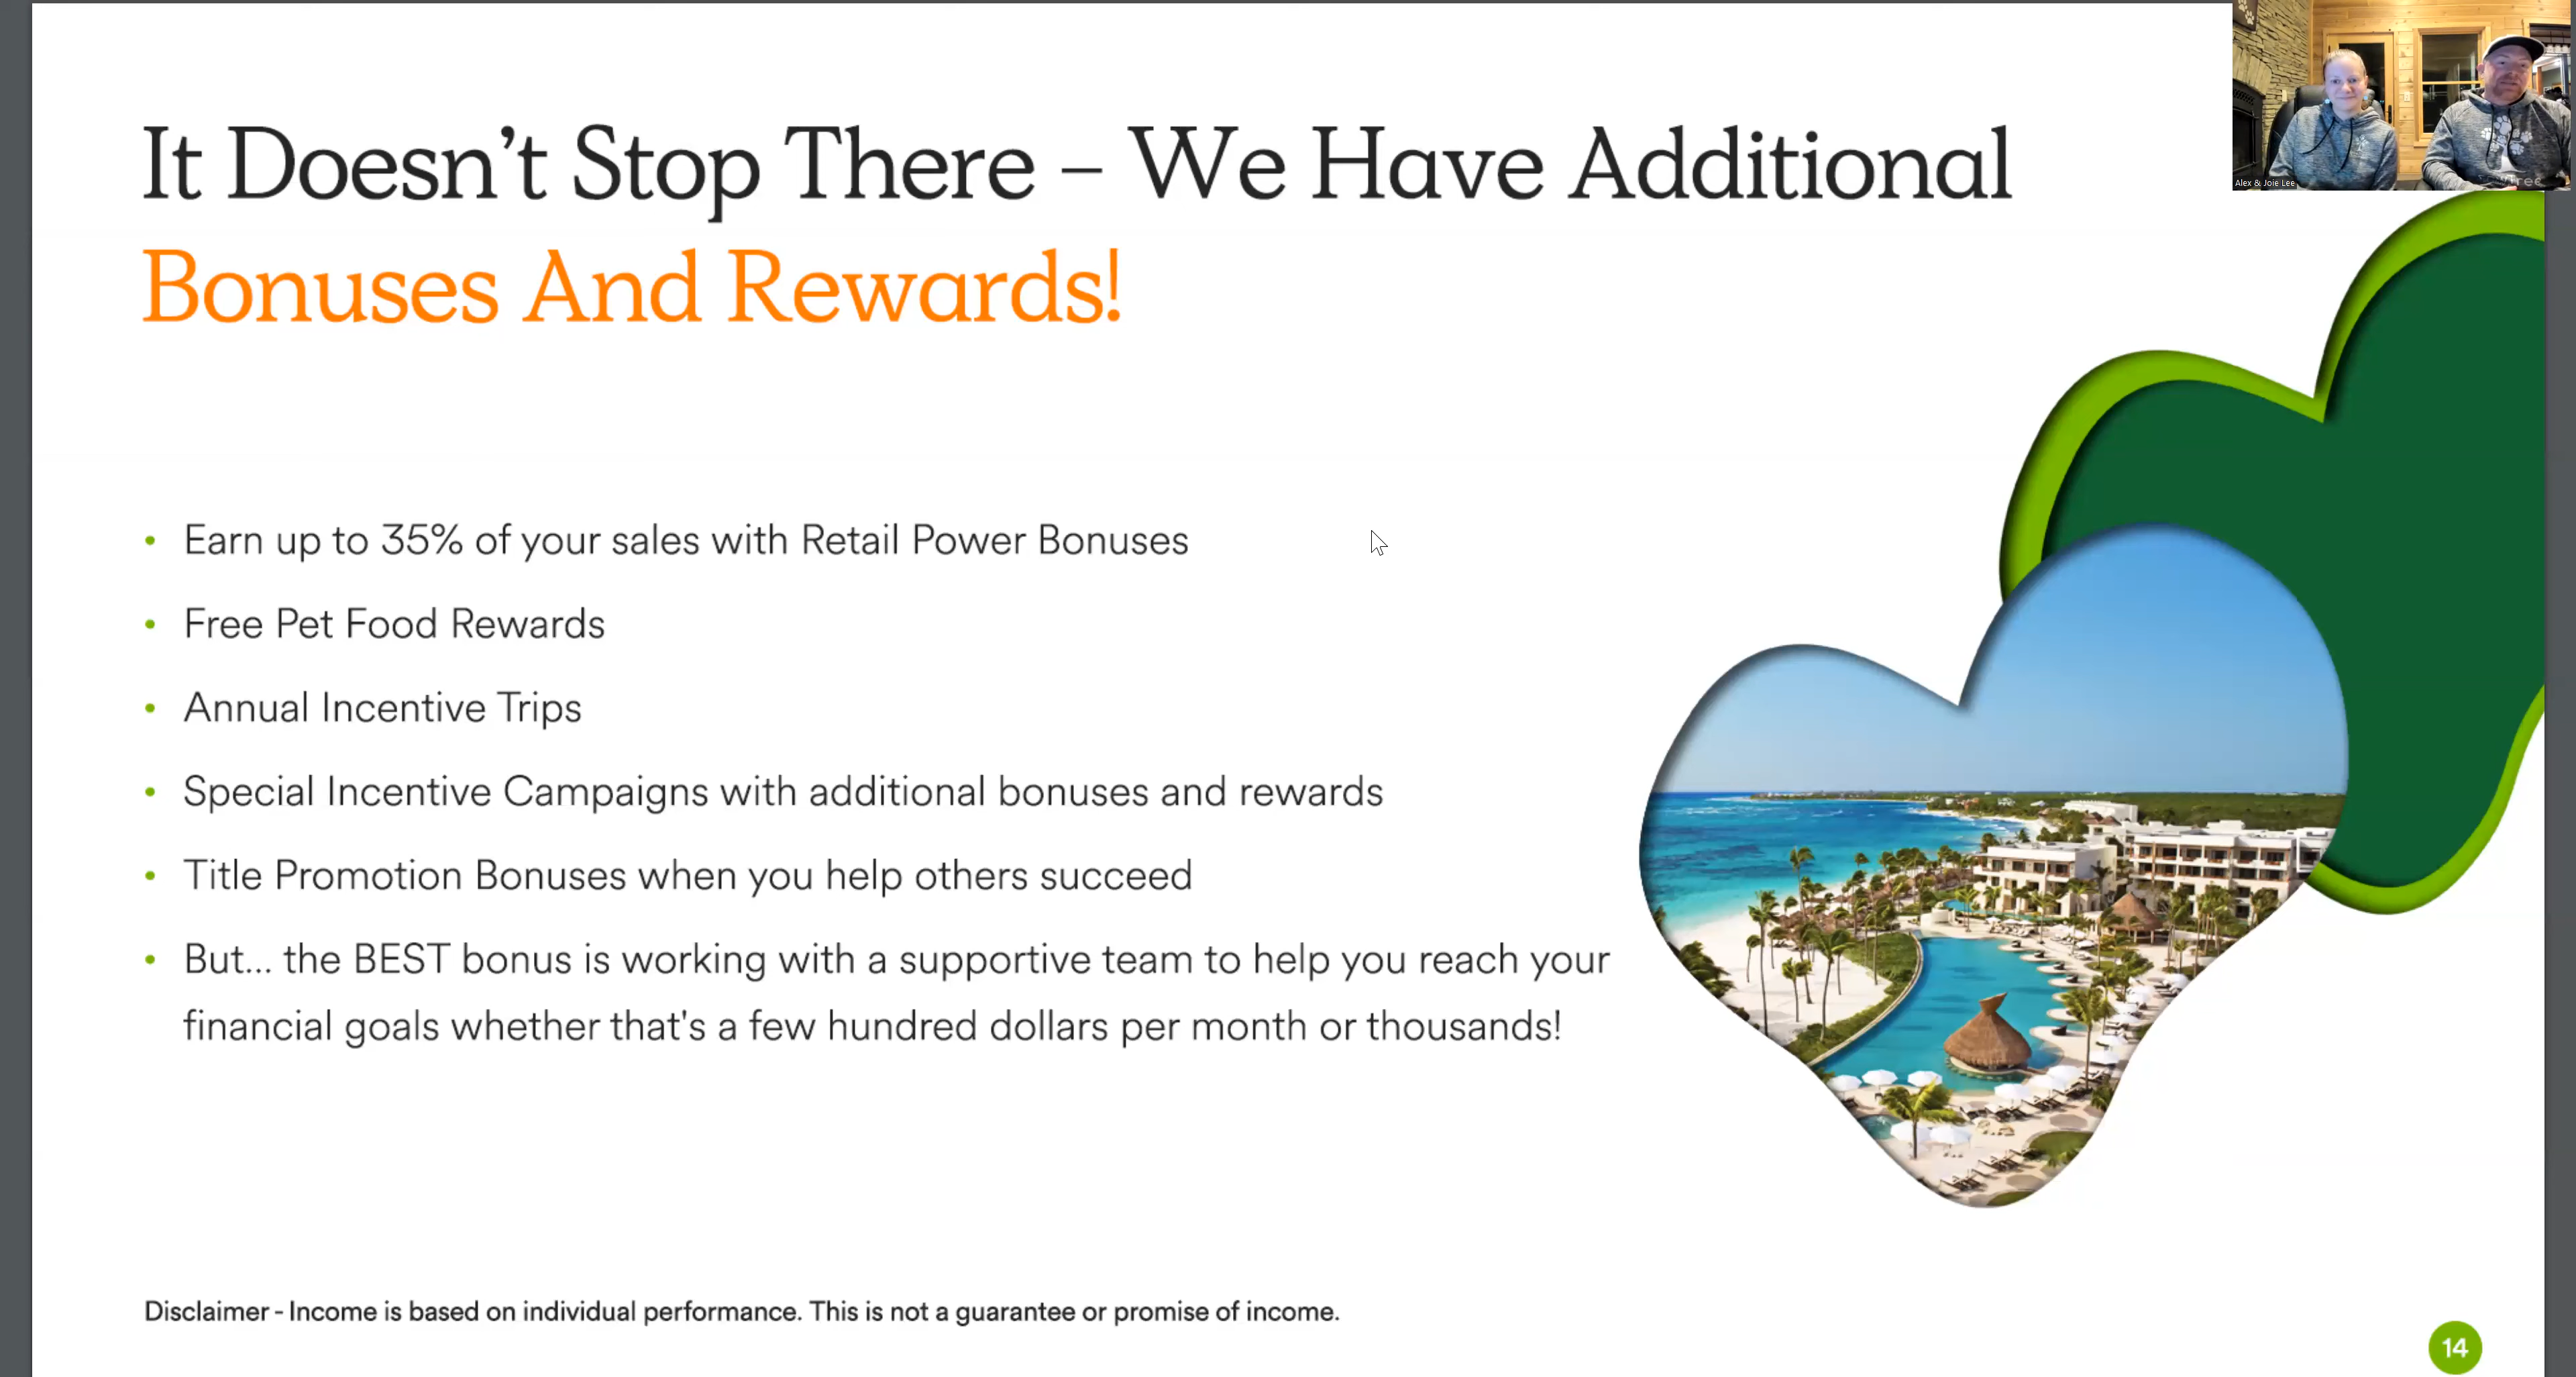 It Doesn’t Stop There – We Have Additional
Bonuses And Rewards!
Alex & Joie Lee
• Earn up to 35% of your sales with Retail Power Bonuses
• Free Pet Food Rewards
• Annual Incentive Trips
• Special Incentive Campaigns with additional bonuses and rewards
• Title Promotion Bonuses when you help others succeed
• But... the BEST bonus is working with a supportive team to help you reach your
financial goals whether that's a few hundred dollars per month or thousands!
Disclaimer - Income is based on individual performance. This is not a guarantee or promise of income.
14